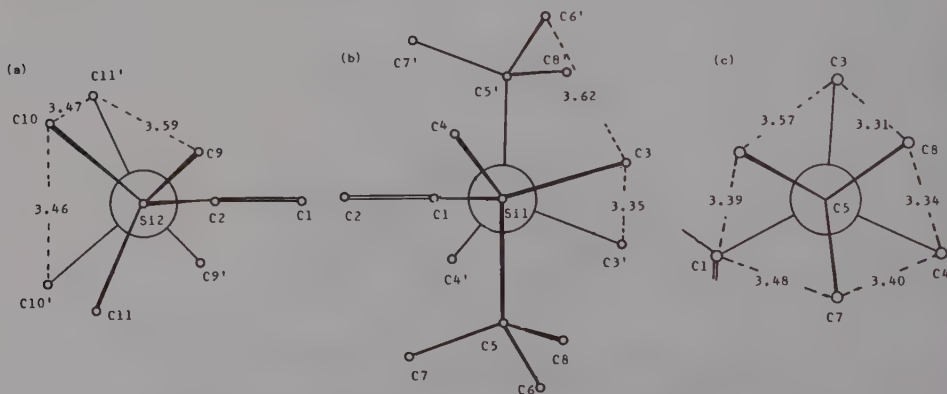 (a)
C11'
3.47
C10
3.59
C9
3.46
Si2
C2
C1
C10'
C9'
C11
(b)
C6'
C7'
C8'
C5'
3.62
C4
C3
C2
C1
Si1
3.35
C3'
C4'
C5
C8
C7
C6
(c)
C3
3.57
3.31
C8
C5
3.39
3.34
C1
C4
3.48
3.40
C7